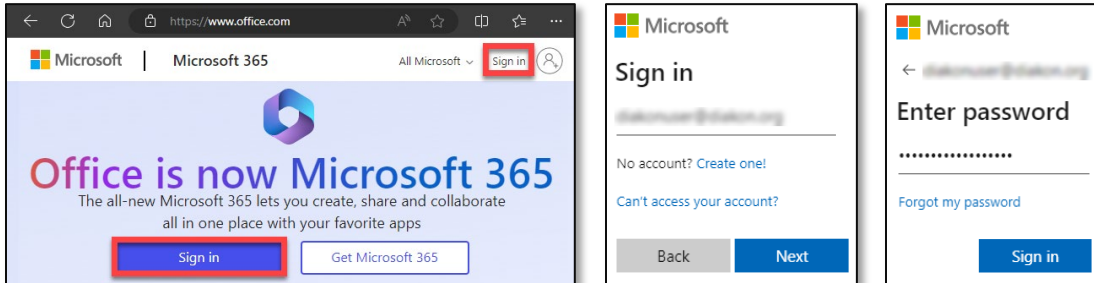 https://www.office.com
Microsoft | Microsoft 365 All Microsoft Sign in
Office is now Microsoft 365
The all-new Microsoft 365 lets you create, share and collaborate
all in one place with your favorite apps
Sign in Get Microsoft 365
Microsoft
Sign in
No account? Create one!
Can't access your account?
Back Next
Microsoft
Enter password
••••••••••••••••••
Forgot my password
Sign in